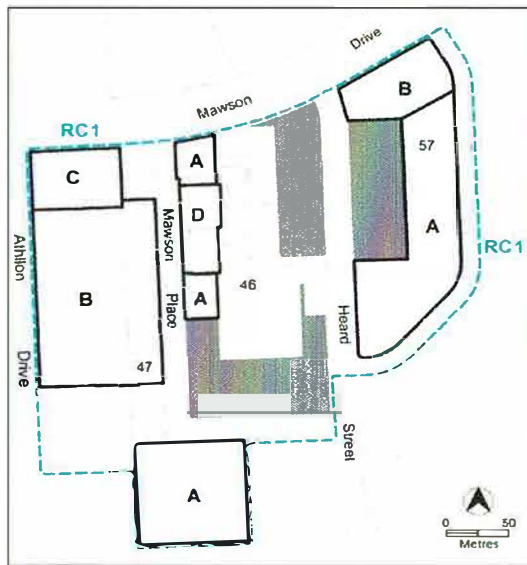 Drive
Mawson
RC1
B
A
57
C
D
Mawson
Athllon
A
RC1
46
B
A
Place
Heard
47
Drive
Street
A
0 50
Metres